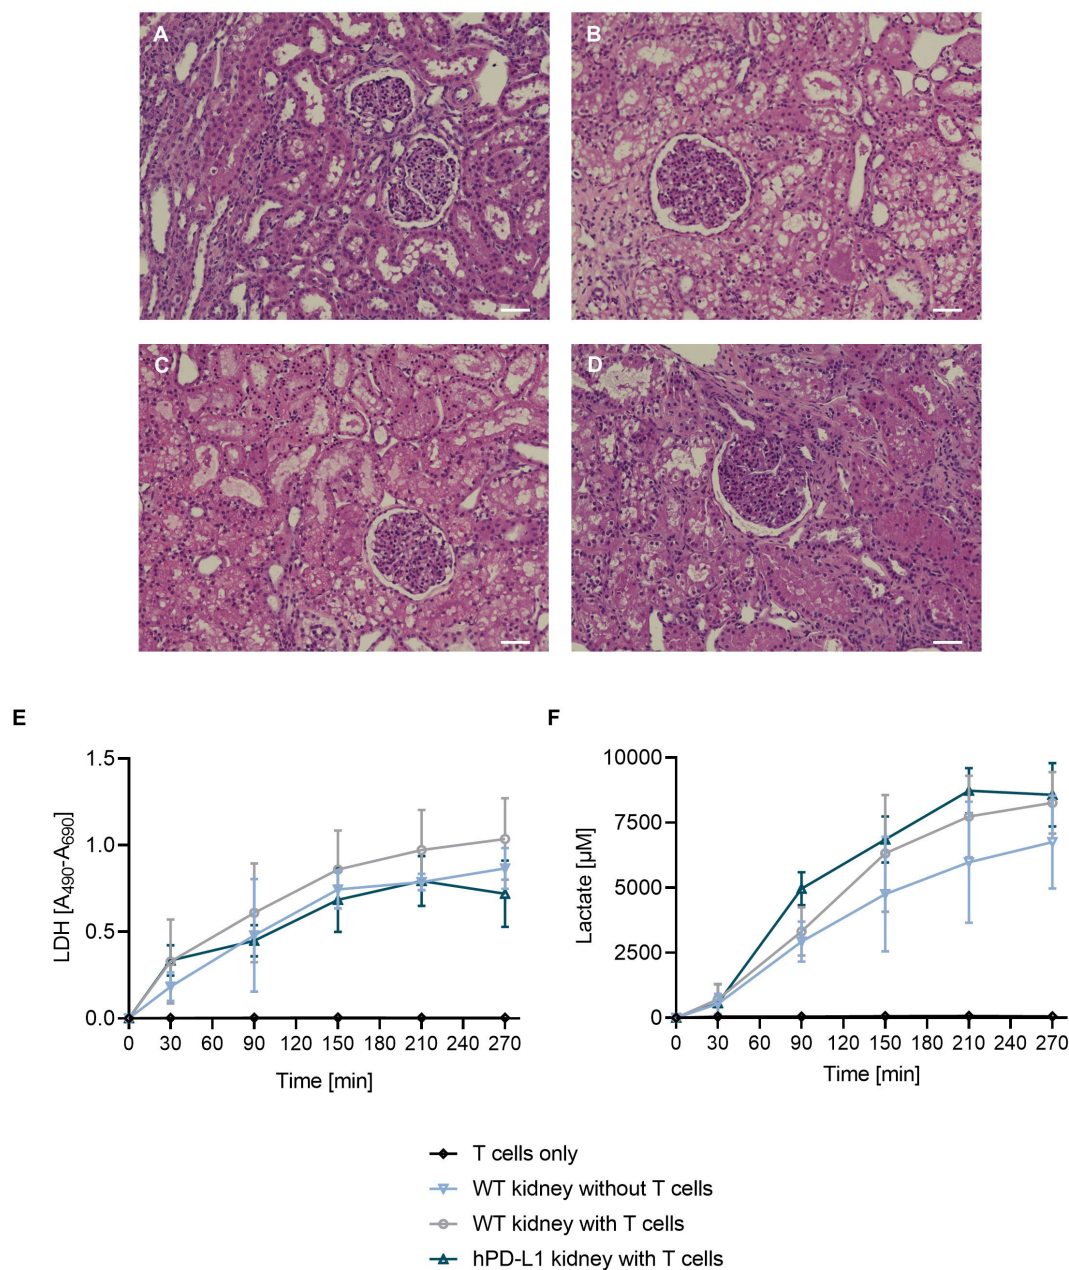 A
B
C
D
E
F
1.5
1.0
0.5
0.0
LDH [A490-A690]
0 30 60 90 120 150 180 210 240 270
Time [min]
10000
7500
5000
2500
0
Lactate [µM]
0 30 60 90 120 150 180 210 240 270
Time [min]
T cells only
WT kidney without T cells
WT kidney with T cells
hPD-L1 kidney with T cells